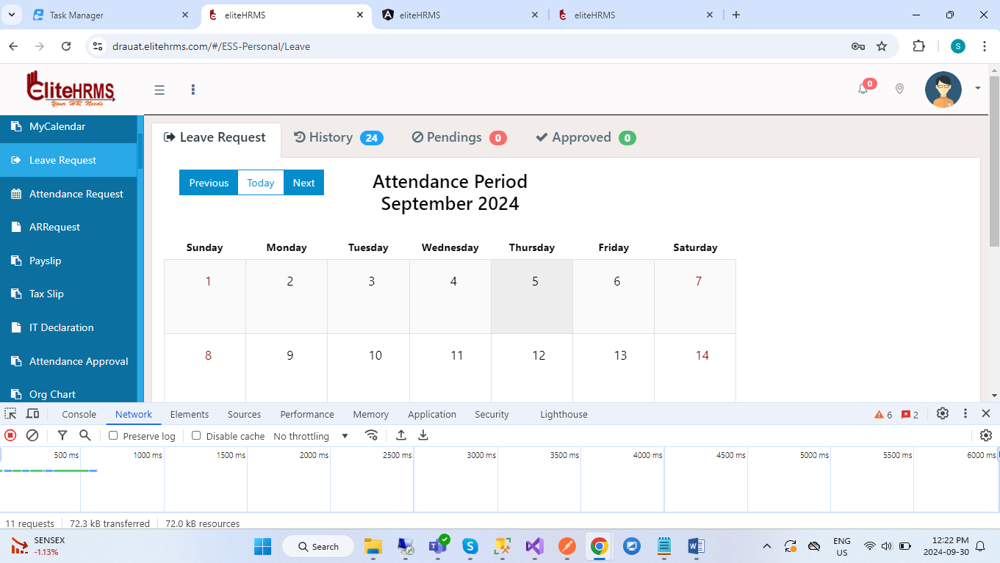 Task Manager
eliteHRMS
eliteHRMS
eliteHRMS
drauat.elitehrms.com/#/ESS-Personal/Leave
S
EliteHRMS
Your HR Needs
0
MyCalendar
Leave Request
Attendance Request
ARRequest
Payslip
Tax Slip
IT Declaration
Attendance Approval
Org Chart
Leave Request
History 24
Pendings 0
Approved 0
Previous Today Next
Attendance Period
September 2024
Sunday Monday Tuesday Wednesday Thursday Friday Saturday
1 2 3 4 5 6 7
8 9 10 11 12 13 14
Console Network Elements Sources Performance Memory Application Security Lighthouse 6 2
Preserve log Disable cache No throttling
500 ms 1000 ms 1500 ms 2000 ms 2500 ms 3000 ms 3500 ms 4000 ms 4500 ms 5000 ms 5500 ms 6000 ms
11 requests 72.3 kB transferred 72.0 kB resources
SENSEX
-1.13%
Search
ENG
US
12:22 PM
2024-09-30